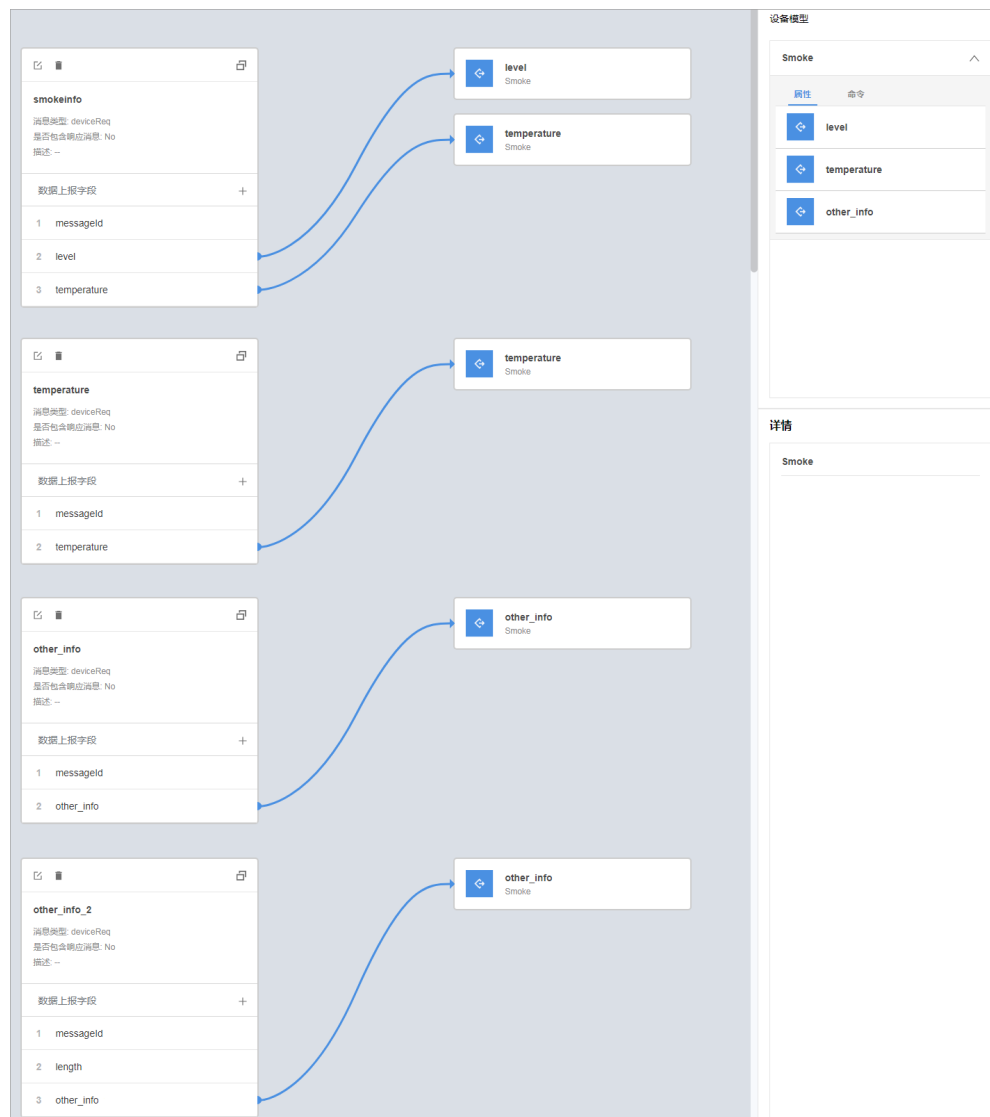 smokeinfo
消息类型: deviceReq
是否包含响应消息: No
描述: --
数据上报字段
1 messageId
2 level
3 temperature
level
Smoke
temperature
Smoke
temperature
消息类型: deviceReq
是否包含响应消息: No
描述: --
数据上报字段
1 messageId
2 temperature
temperature
Smoke
other_info
消息类型: deviceReq
是否包含响应消息: No
描述: --
数据上报字段
1 messageId
2 other_info
other_info
Smoke
other_info_2
消息类型: deviceReq
是否包含响应消息: No
描述: --
数据上报字段
1 messageId
2 length
3 other_info
other_info
Smoke
设备模型
Smoke
属性 命令
level
temperature
other_info
详情
Smoke